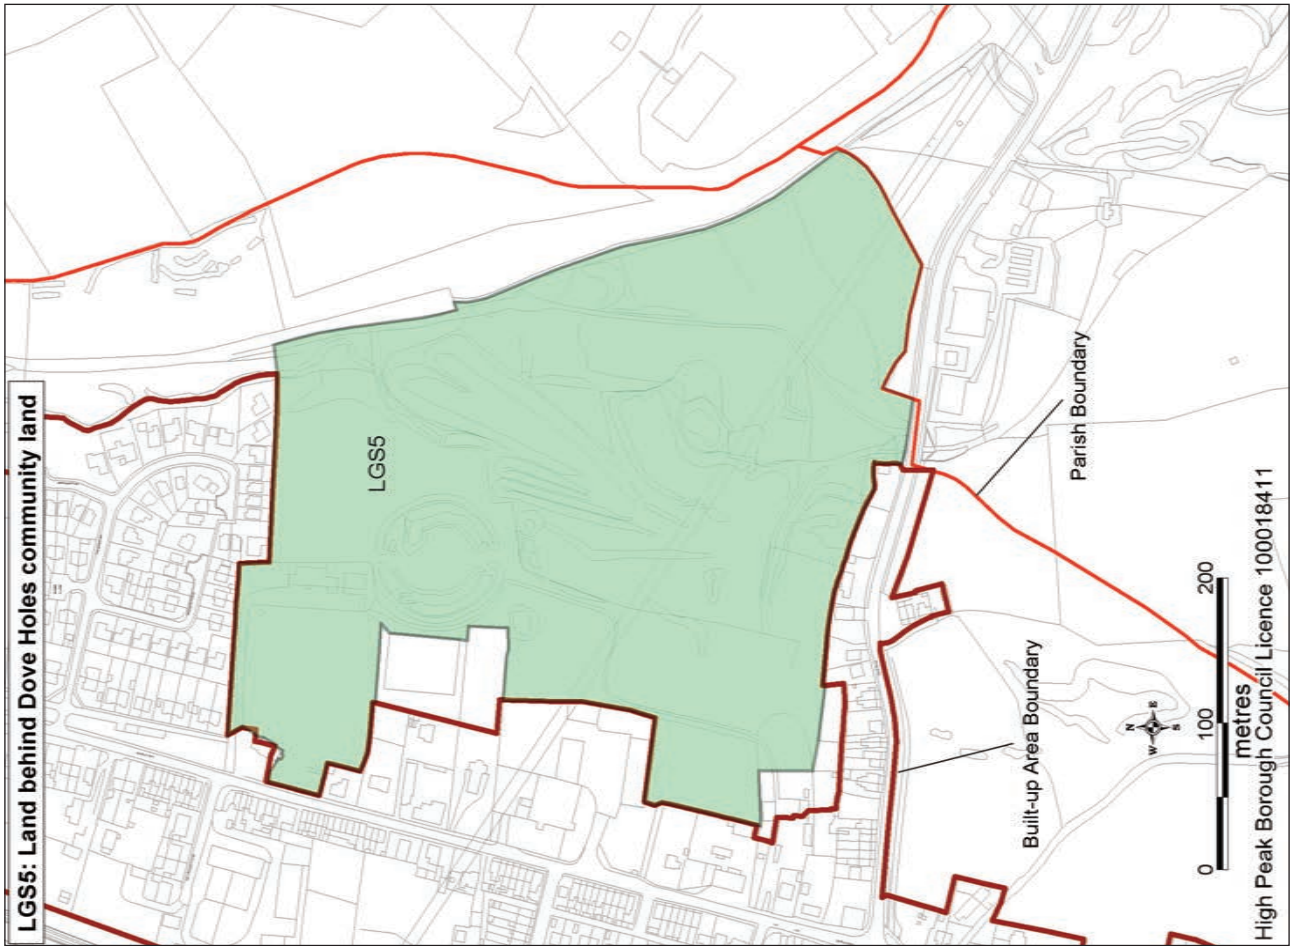 LGS5: Land behind Dove Holes community land
LGS5
Parish Boundary
Built-up Area Boundary
N
W E
S
0 100 200
metres
High Peak Borough Council Licence 100018411